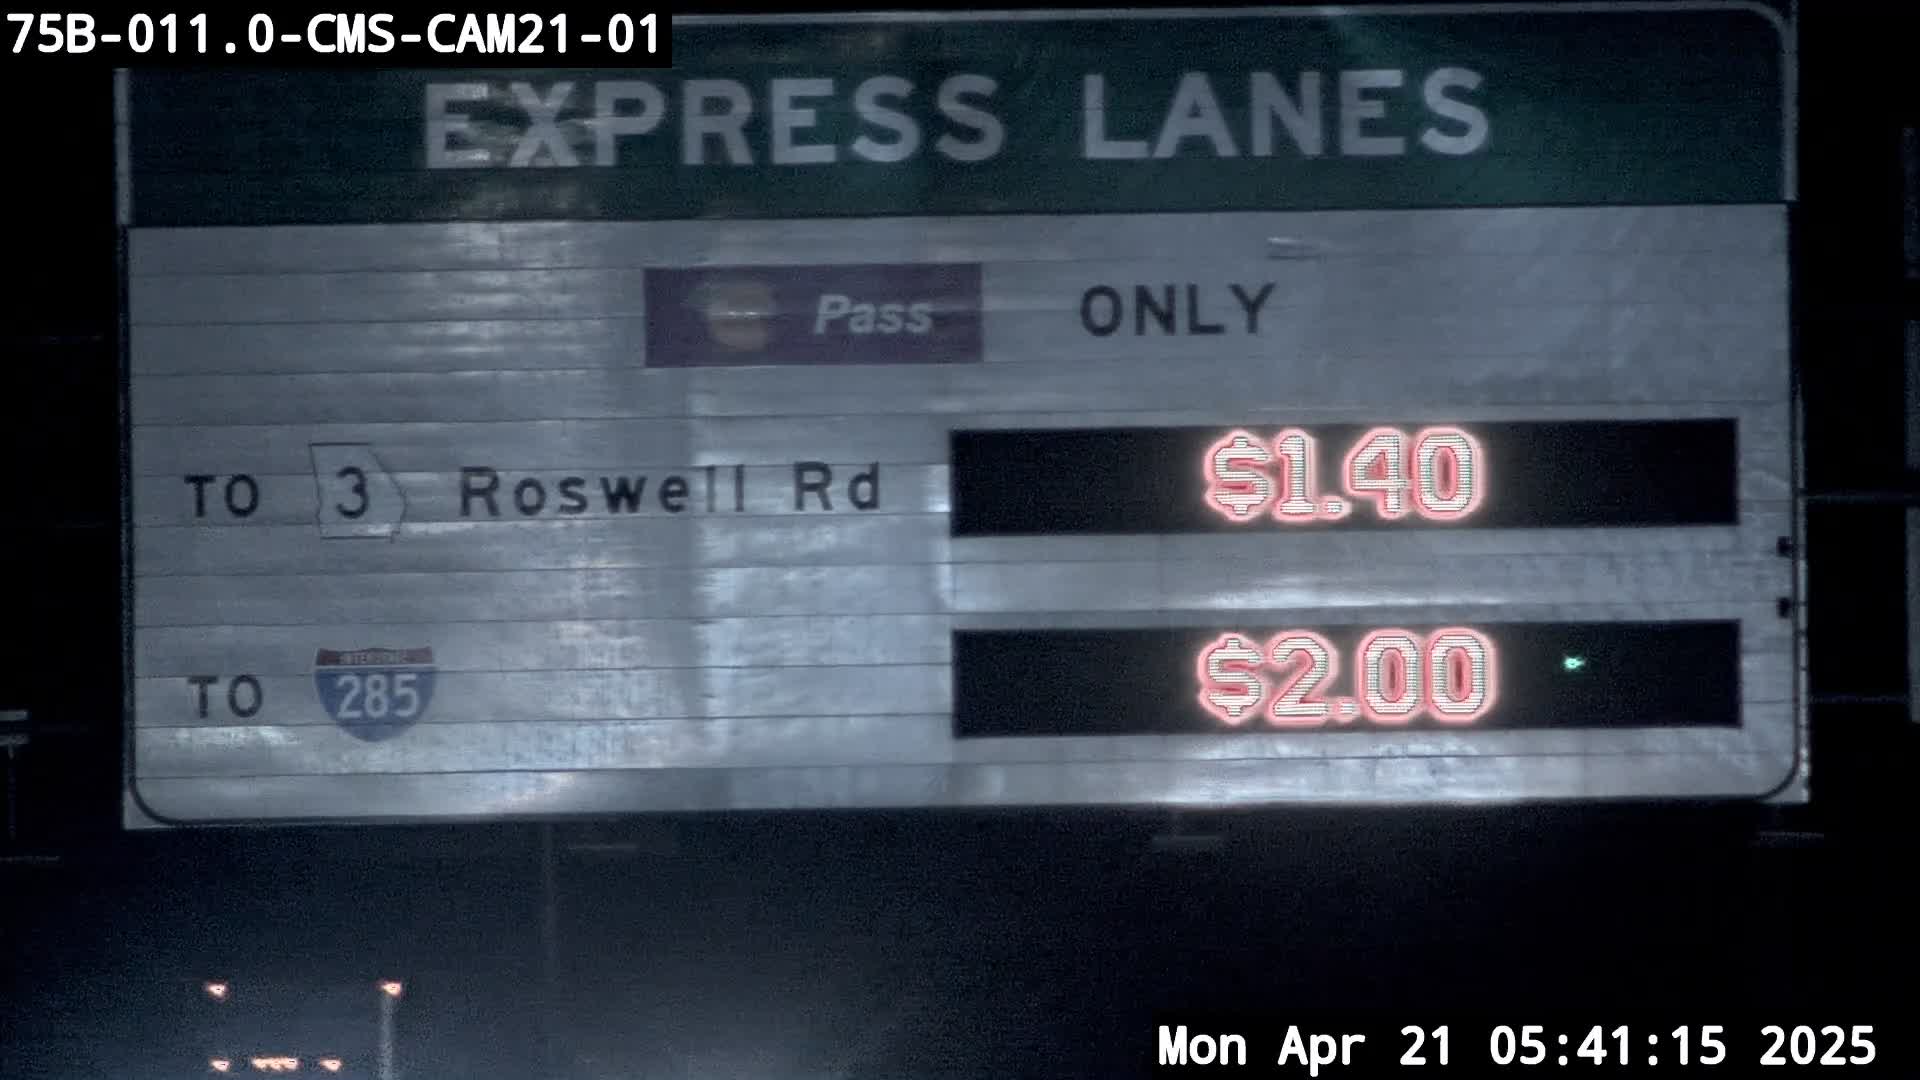 75B-011.0-CMS-CAM21-01
EXPRESS LANES
Pass ONLY
TO 3 Roswell Rd $1.40
TO INTERSTATE 285 $2.00
Mon Apr 21 05:41:15 2025